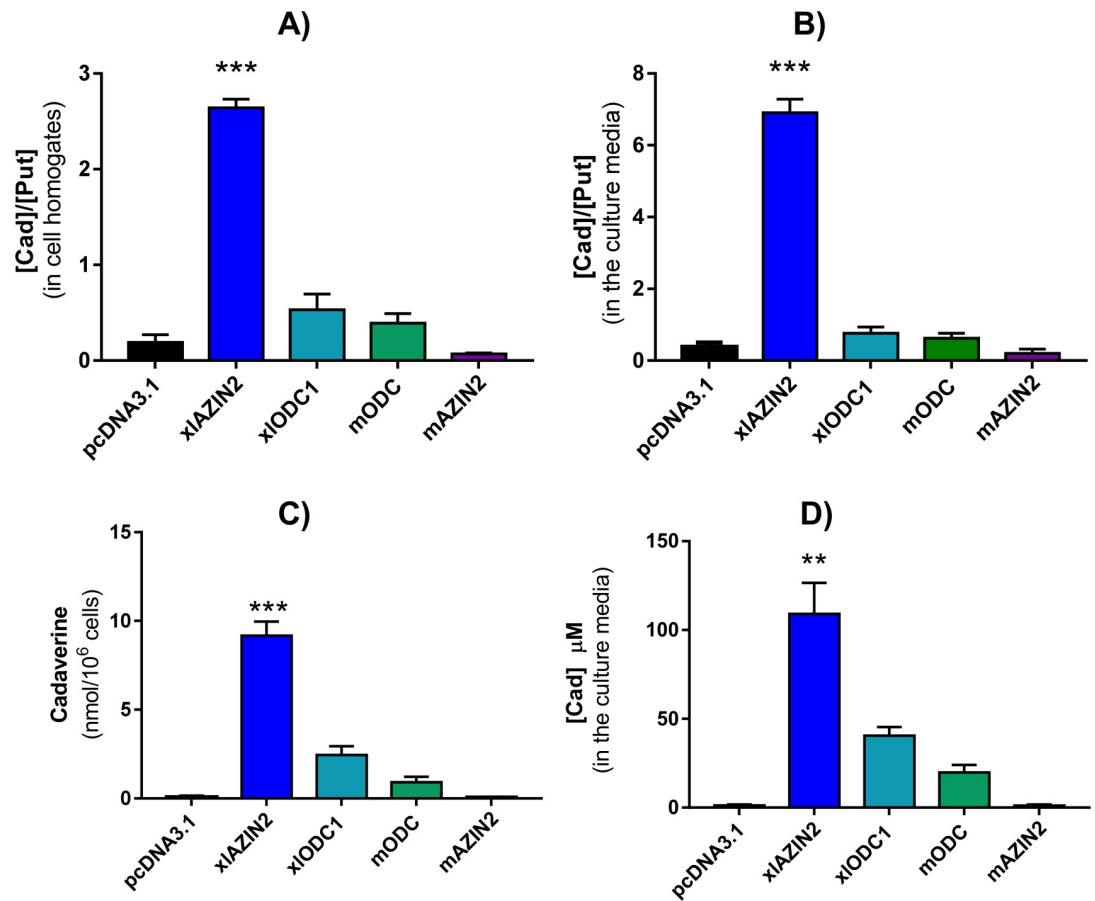 A)
[Cad]/[Put]
(in cell homogates)
3
2
1
0
***
pcDNA3.1
xlAZIN2
xlODC1
mODC
mAZIN2
B)
[Cad]/[Put]
(in the culture media)
8
6
4
2
0
***
pcDNA3.1
xlAZIN2
xlODC1
mODC
mAZIN2
C)
Cadaverine
(nmol/10⁶ cells)
15
10
5
0
***
pcDNA3.1
xlAZIN2
xlODC1
mODC
mAZIN2
D)
[Cad] µM
(in the culture media)
150
100
50
0
**
pcDNA3.1
xlAZIN2
xlODC1
mODC
mAZIN2